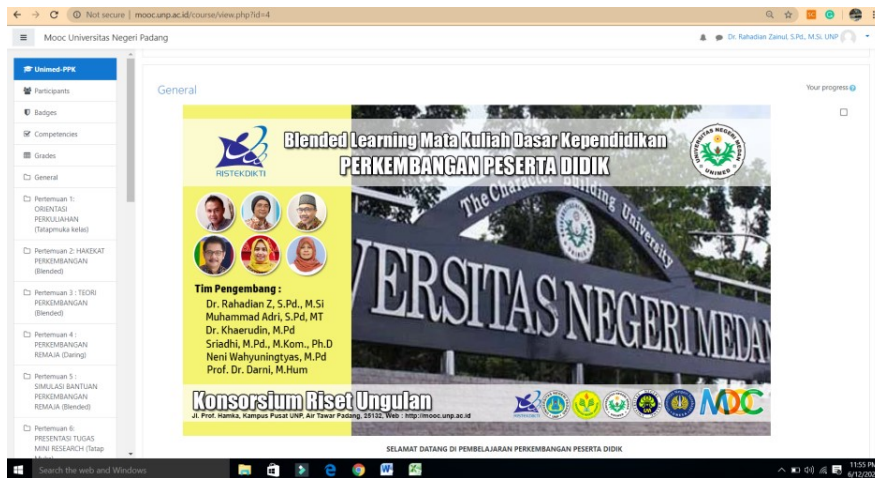 Not secure | mooc.unp.ac.id/course/view.php?id=4
Mooc Universitas Negeri Padang
Dr. Rahadian Zainul, S.Pd., M.Si. UNP
Unimed-PPK
Participants
Badges
Competencies
Grades
General
Pertemuan 1:
ORIENTASI
PERKULIAHAN
(Tatapmuka kelas)
Pertemuan 2: HAKEKAT
PERKEMBANGAN
(Blended)
Pertemuan 3 : TEORI
PERKEMBANGAN
(Blended)
Pertemuan 4 :
PERKEMBANGAN
REMAJA (Daring)
Pertemuan 5 :
SIMULASI BANTUAN
PERKEMBANGAN
REMAJA (Blended)
Pertemuan 6:
PRESENTASI TUGAS
MINI RESEARCH (Tatap
General
Your progress
RISTEKDIKTI
Blended Learning Mata Kuliah Dasar Kependidikan
PERKEMBANGAN PESERTA DIDIK
UNIVERSITAS NEGERI MEDAN
UNIMED
The Character Building University
VERSITAS NEGERI MEDAN
Tim Pengembang :
Dr. Rahadian Z, S.Pd., M.Si
Muhammad Adri, S.Pd, MT
Dr. Khaerudin, M.Pd
Sriadhi, M.Pd., M.Kom., Ph.D
Neni Wahyuningtyas, M.Pd
Prof. Dr. Darni, M.Hum
Konsorsium Riset Ungulan
Jl. Prof. Hamka, Kampus Pusat UNP, Air Tawar Padang, 25132, Web : http://mooc.unp.ac.id
MOOC
SELAMAT DATANG DI PEMBELAJARAN PERKEMBANGAN PESERTA DIDIK
Search the web and Windows
11:55 PM